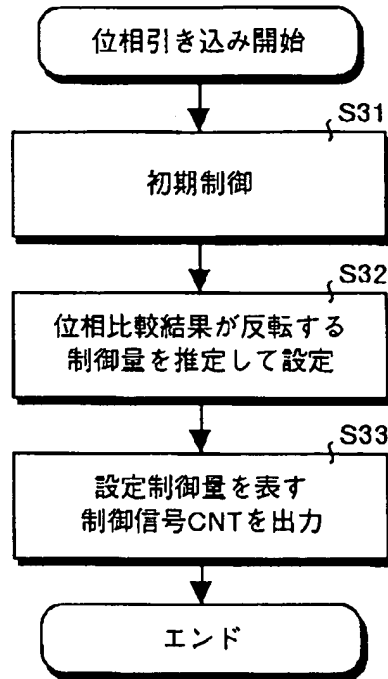 位相引き込み開始
S31
初期制御
S32
位相比較結果が反転する
制御量を推定して設定
S33
設定制御量を表す
制御信号CNTを出力
エンド